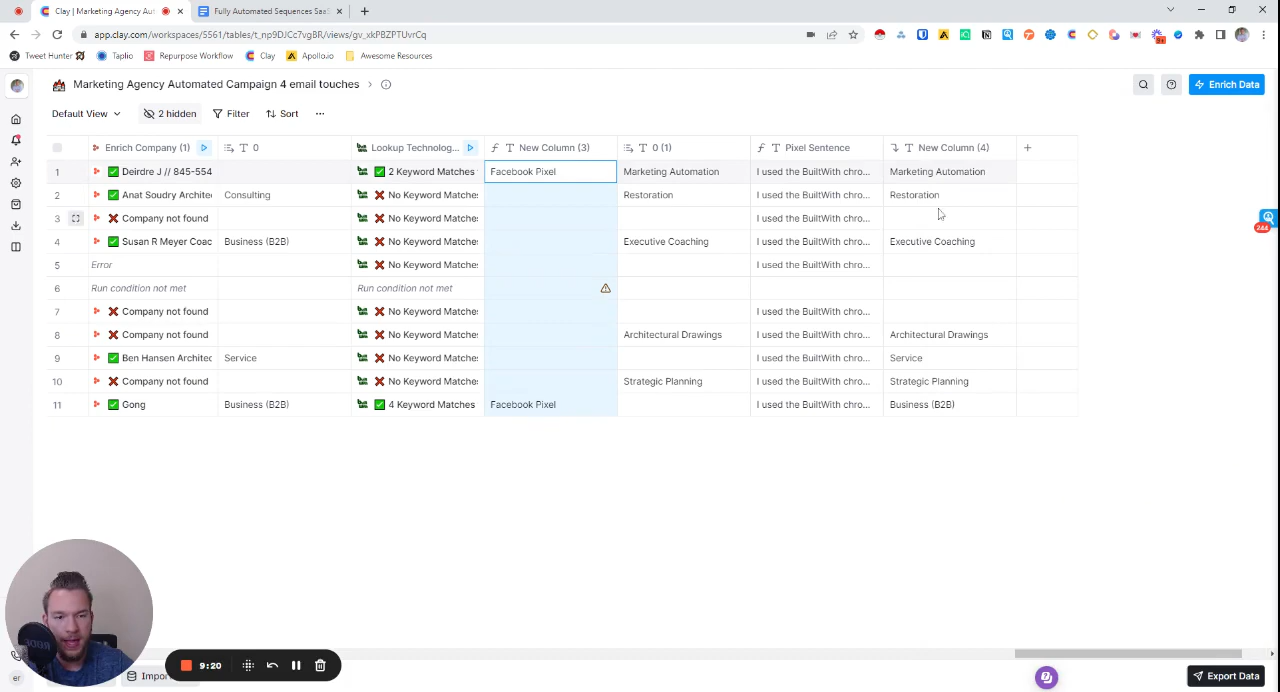 Clay | Marketing Agency Auto
Fully Automated Sequences SaaS
app.clay.com/workspaces/5561/tables/t_np9DJCc7vgBR/views/gv_xkPBZPTUvrCq
Tweet Hunter
Taplio
Repurpose Workflow
Clay
Apollo.io
Awesome Resources
Marketing Agency Automated Campaign 4 email touches
Enrich Data
Default View
2 hidden
Filter
Sort
Enrich Company (1) T 0 Lookup Technolog... T New Column (3) T 0 (1) T Pixel Sentence T New Column (4) +
1 Deirdre J // 845-554 2 Keyword Matches Facebook Pixel Marketing Automation I used the BuiltWith chro... Marketing Automation
2 Anat Soudry Architec Consulting No Keyword Matche: Restoration I used the BuiltWith chro... Restoration
3 Company not found No Keyword Matche: I used the BuiltWith chro...
4 Susan R Meyer Coac Business (B2B) No Keyword Matche: Executive Coaching I used the BuiltWith chro... Executive Coaching
5 Error No Keyword Matche: I used the BuiltWith chro...
6 Run condition not met Run condition not met
7 Company not found No Keyword Matche: I used the BuiltWith chro...
8 Company not found No Keyword Matche: Architectural Drawings I used the BuiltWith chro... Architectural Drawings
9 Ben Hansen Architec Service No Keyword Matche: I used the BuiltWith chro... Service
10 Company not found No Keyword Matche: Strategic Planning I used the BuiltWith chro... Strategic Planning
11 Gong Business (B2B) 4 Keyword Matches Facebook Pixel I used the BuiltWith chro... Business (B2B)
244
RODE
9:20
er
Impor
Export Data